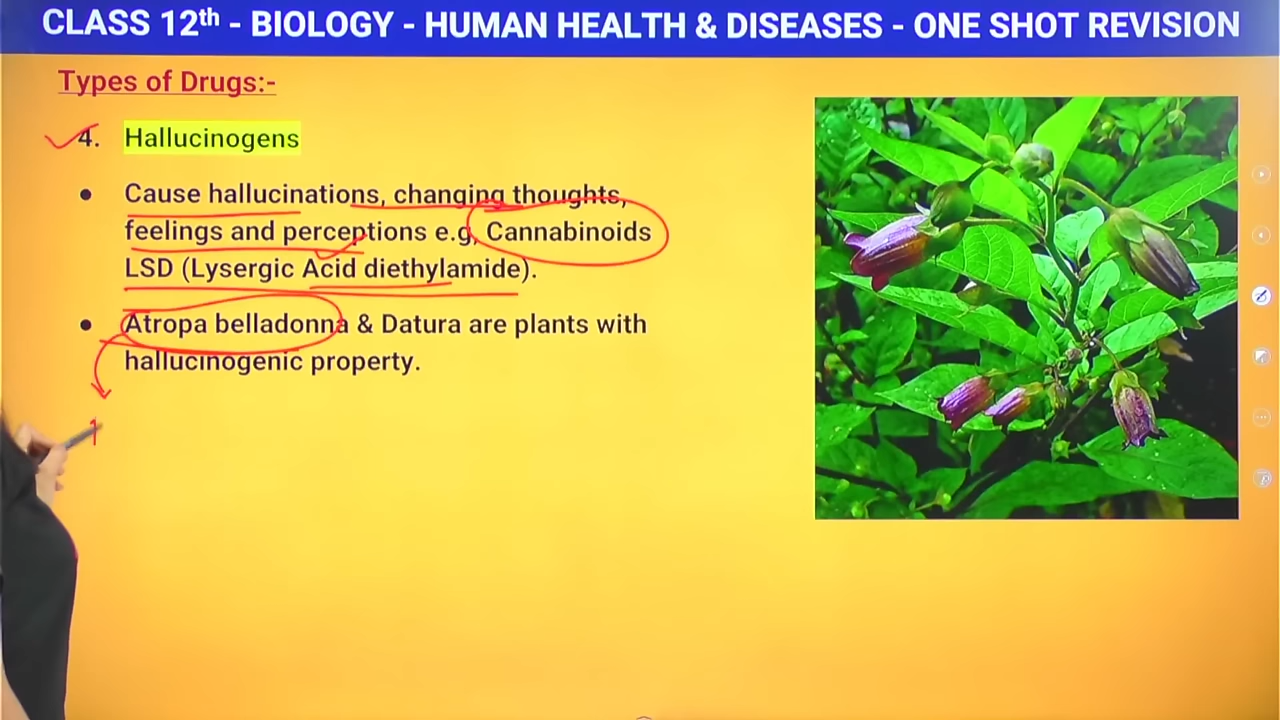 CLASS 12th - BIOLOGY - HUMAN HEALTH & DISEASES - ONE SHOT REVISION
Types of Drugs:-
4. Hallucinogens
• Cause hallucinations, changing thoughts,
feelings and perceptions e.g, Cannabinoids
LSD (Lysergic Acid diethylamide).
• Atropa belladonna & Datura are plants with
hallucinogenic property.